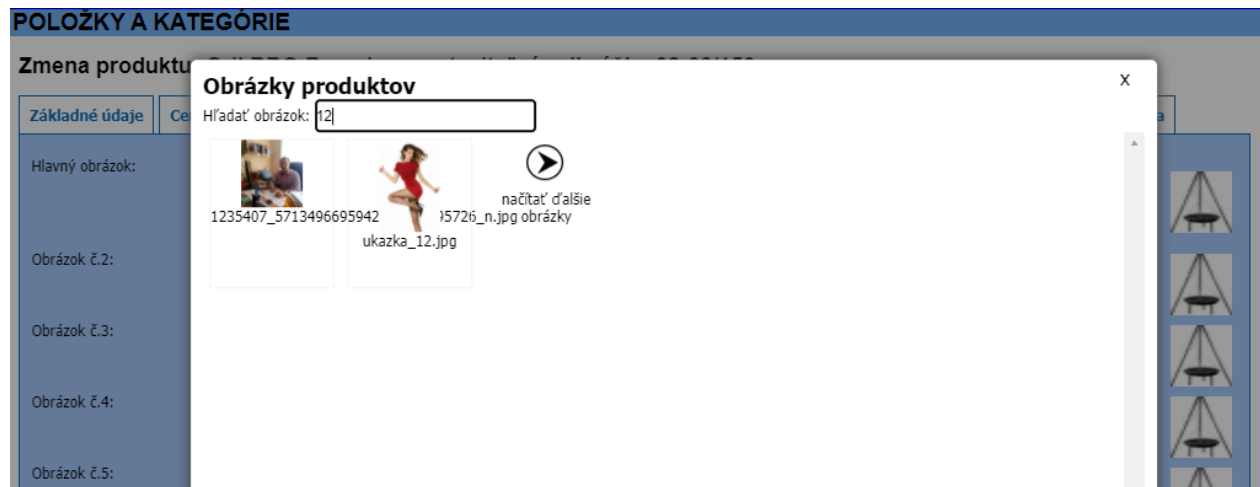 POLOŽKY A KATEGÓRIE
Zmena produktu
Obrázky produktov
X
Základné údaje
Hľadať obrázok: 12
Hlavný obrázok:
načítať ďalšie
obrázky
1235407_5713496695942
95726_n.jpg
ukazka_12.jpg
Obrázok č.2:
Obrázok č.3:
Obrázok č.4:
Obrázok č.5: